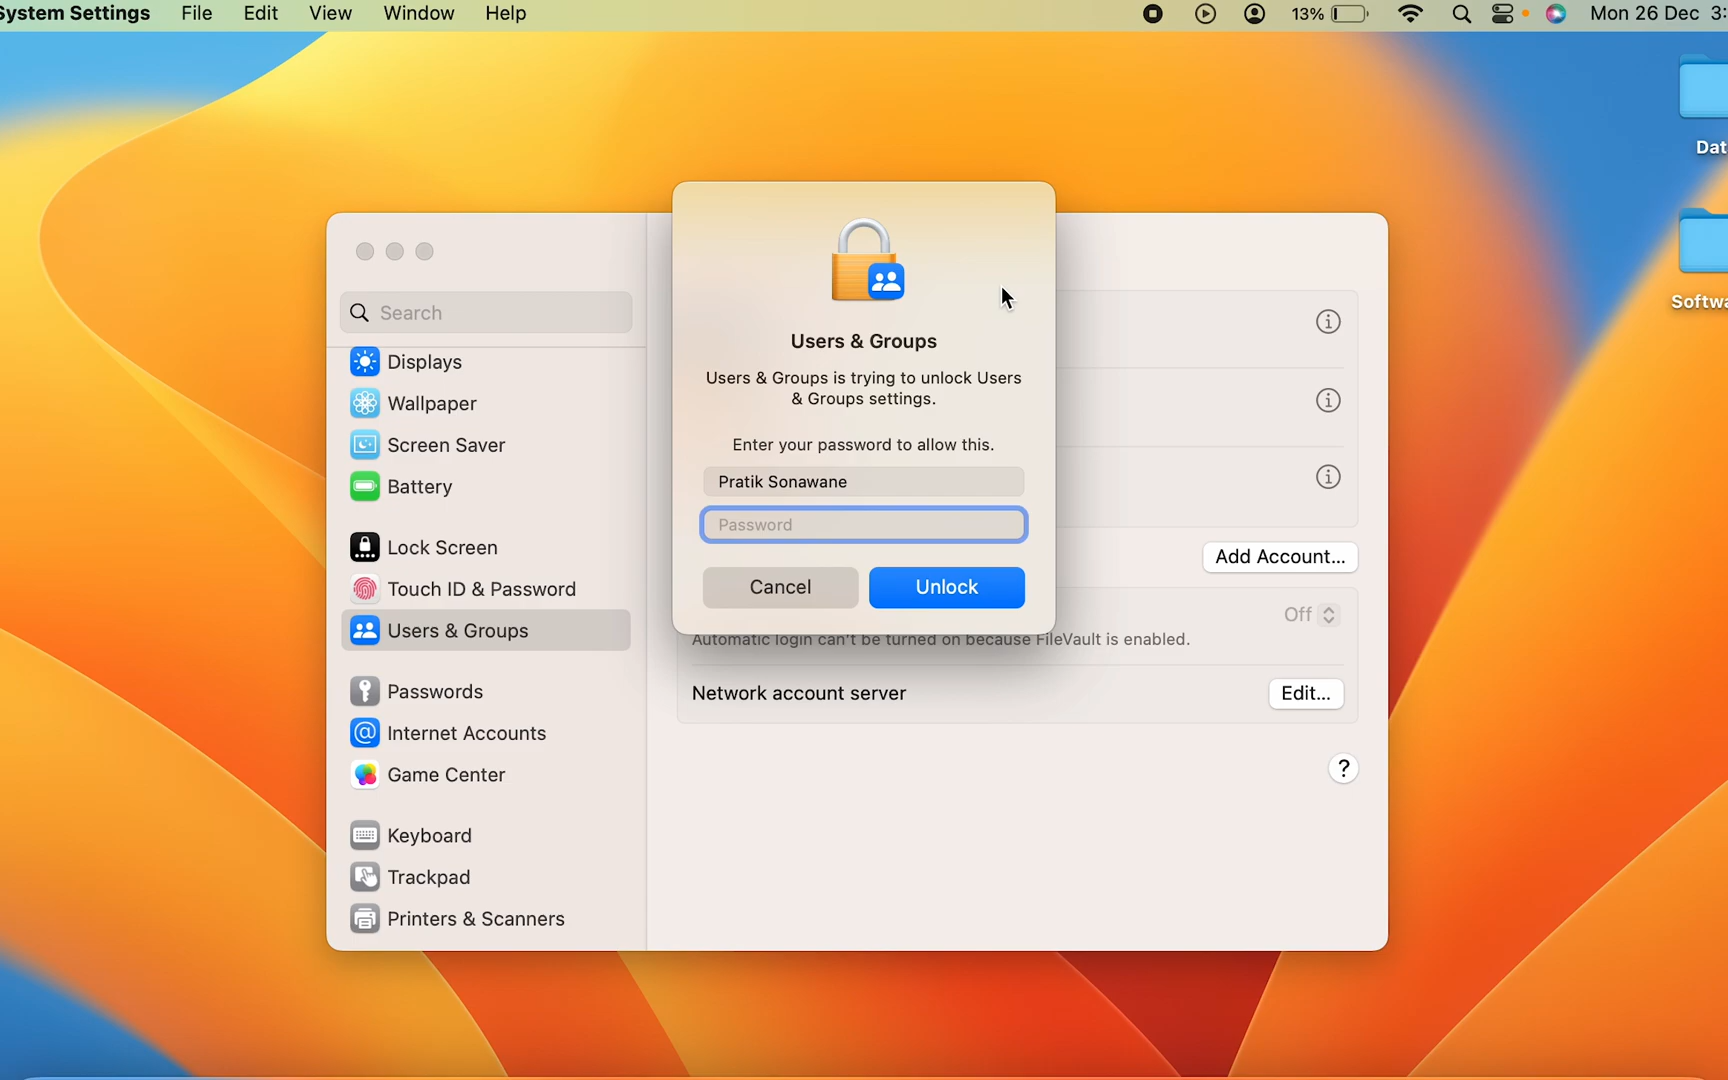 System Settings File Edit View Window Help 13% Mon 26 Dec 3:
Dat
Softwa
Search
Displays
Wallpaper
Screen Saver
Battery
Lock Screen
Touch ID & Password
Users & Groups
Passwords
Internet Accounts
Game Center
Keyboard
Trackpad
Printers & Scanners
Users & Groups
Users & Groups is trying to unlock Users
& Groups settings.
Enter your password to allow this.
Pratik Sonawane
Password
Cancel Unlock
Add Account...
Off
Automatic login can't be turned on because FileVault is enabled.
Network account server Edit...
?